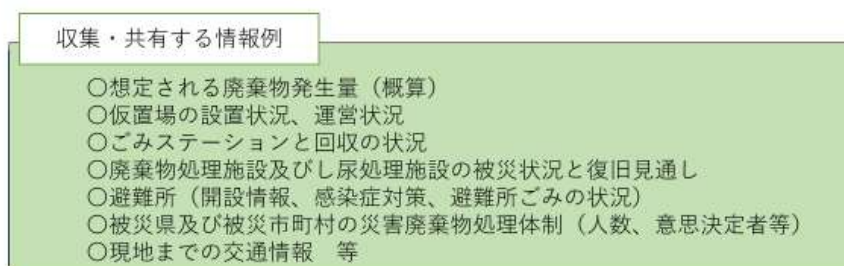 収集・共有する情報例
○想定される廃棄物発生量（概算）
○仮置場の設置状況、運営状況
○ごみステーションと回収の状況
○廃棄物処理施設及びし尿処理施設の被災状況と復旧見通し
○避難所（開設情報、感染症対策、避難所ごみの状況）
○被災県及び被災市町村の災害廃棄物処理体制（人数、意思決定者等）
○現地までの交通情報　等